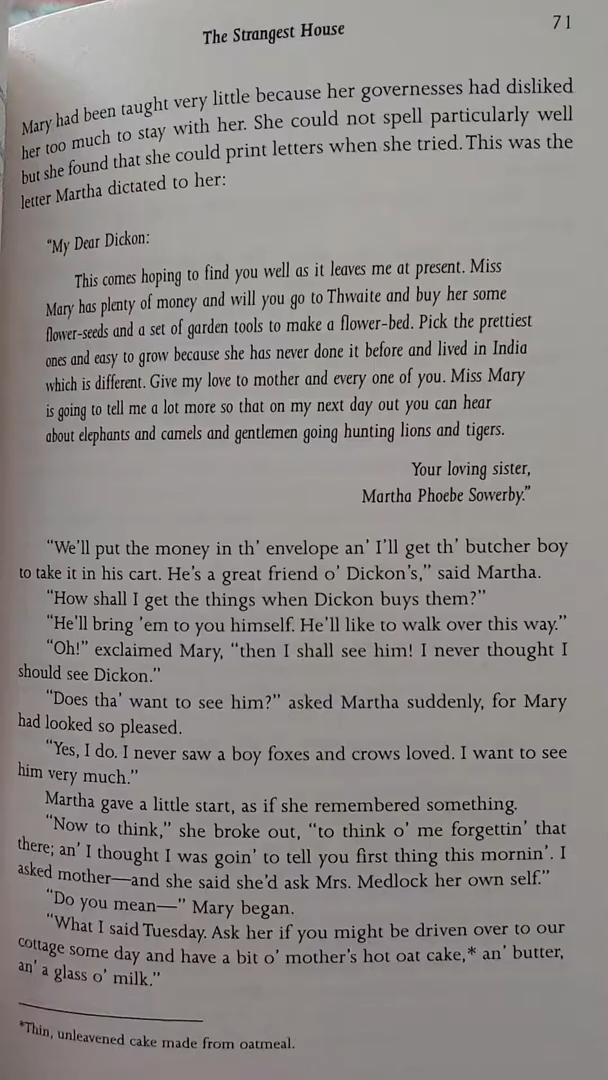 The Strangest House 71
Mary had been taught very little because her governesses had disliked
her too much to stay with her. She could not spell particularly well
but she found that she could print letters when she tried. This was the
letter Martha dictated to her:
“My Dear Dickon:
This comes hoping to find you well as it leaves me at present. Miss
Mary has plenty of money and will you go to Thwaite and buy her some
flower-seeds and a set of garden tools to make a flower-bed. Pick the prettiest
ones and easy to grow because she has never done it before and lived in India
which is different. Give my love to mother and every one of you. Miss Mary
is going to tell me a lot more so that on my next day out you can hear
about elephants and camels and gentlemen going hunting lions and tigers.
Your loving sister,
Martha Phoebe Sowerby.”
“We’ll put the money in th’ envelope an’ I’ll get th’ butcher boy
to take it in his cart. He’s a great friend o’ Dickon’s,” said Martha.
“How shall I get the things when Dickon buys them?”
“He’ll bring ’em to you himself. He’ll like to walk over this way.”
“Oh!” exclaimed Mary, “then I shall see him! I never thought I
should see Dickon.”
“Does tha’ want to see him?” asked Martha suddenly, for Mary
had looked so pleased.
“Yes, I do. I never saw a boy foxes and crows loved. I want to see
him very much.”
Martha gave a little start, as if she remembered something.
“Now to think,” she broke out, “to think o’ me forgettin’ that
there; an’ I thought I was goin’ to tell you first thing this mornin’. I
asked mother—and she said she’d ask Mrs. Medlock her own self.”
“Do you mean—” Mary began.
“What I said Tuesday. Ask her if you might be driven over to our
cottage some day and have a bit o’ mother’s hot oat cake,* an’ butter,
an’ a glass o’ milk.”
*Thin, unleavened cake made from oatmeal.